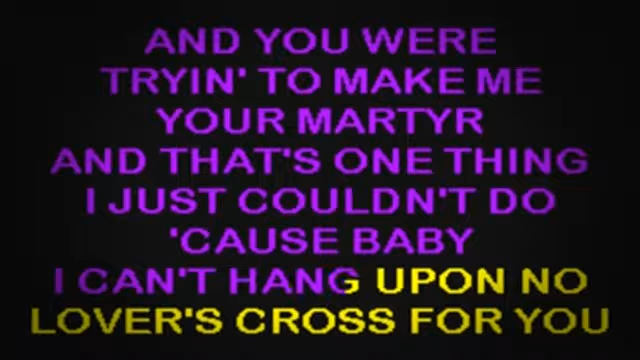 AND YOU WERE
TRYIN' TO MAKE ME
YOUR MARTYR
AND THAT'S ONE THING
I JUST COULDN'T DO
'CAUSE BABY
I CAN'T HANG UPON NO
LOVER'S CROSS FOR YOU